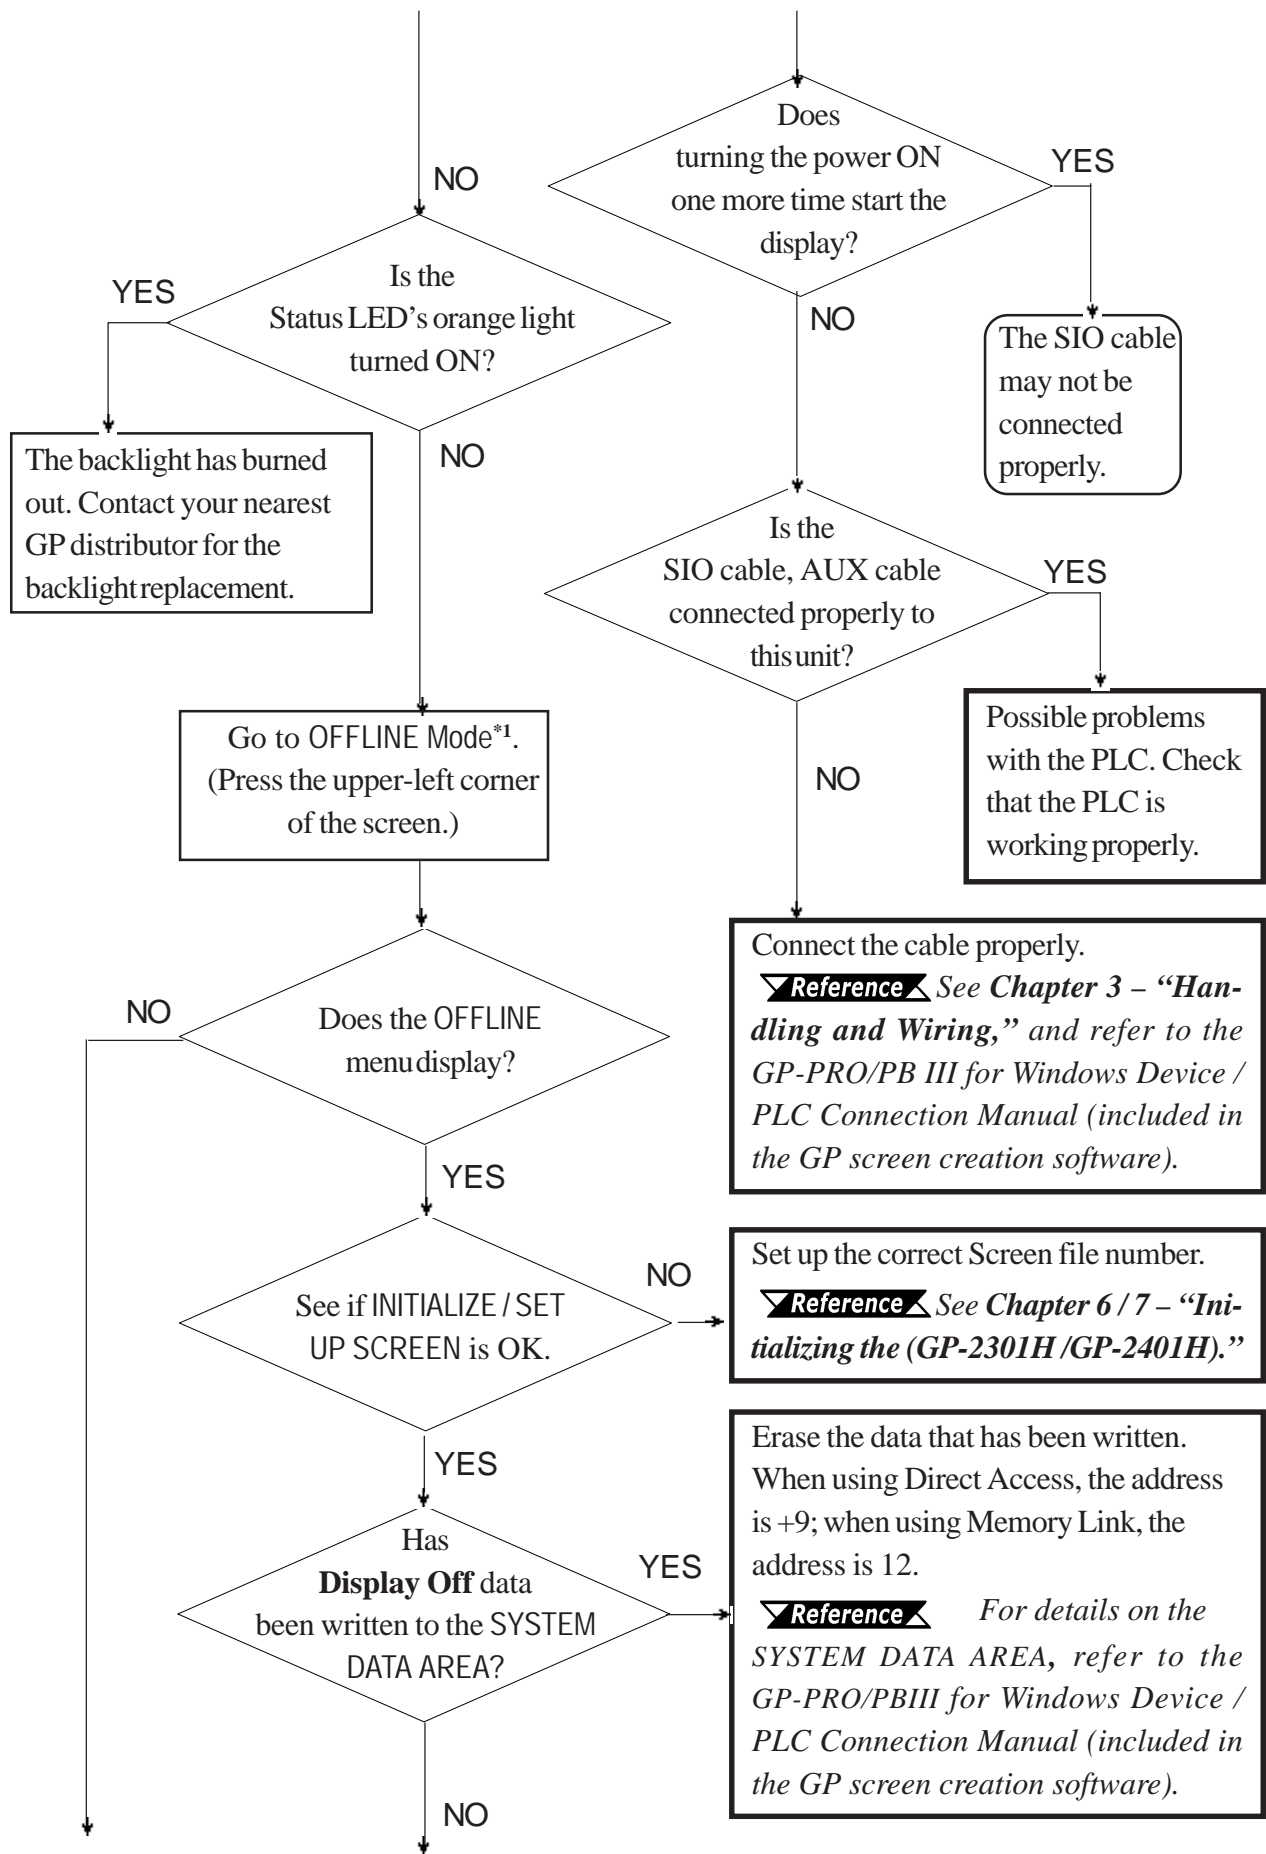 NO
Is the
Status LED’s orange light
turned ON?
YES
The backlight has burned
out. Contact your nearest
GP distributor for the
backlight replacement.
NO
Go to OFFLINE Mode*1.
(Press the upper-left corner
of the screen.)
Does the OFFLINE
menu display?
NO
YES
See if INITIALIZE / SET
UP SCREEN is OK.
NO
Set up the correct Screen file number.
Reference See Chapter 6 / 7 – “Ini-
tializing the (GP-2301H /GP-2401H).”
YES
Has
Display Off data
been written to the SYSTEM
DATA AREA?
YES
Erase the data that has been written.
When using Direct Access, the address
is +9; when using Memory Link, the
address is 12.
Reference For details on the
SYSTEM DATA AREA, refer to the
GP-PRO/PBIII for Windows Device /
PLC Connection Manual (included in
the GP screen creation software).
NO
Does
turning the power ON
one more time start the
display?
YES
The SIO cable
may not be
connected
properly.
NO
Is the
SIO cable, AUX cable
connected properly to
this unit?
YES
Possible problems
with the PLC. Check
that the PLC is
working properly.
NO
Connect the cable properly.
Reference See Chapter 3 – “Han-
dling and Wiring,” and refer to the
GP-PRO/PB III for Windows Device /
PLC Connection Manual (included in
the GP screen creation software).